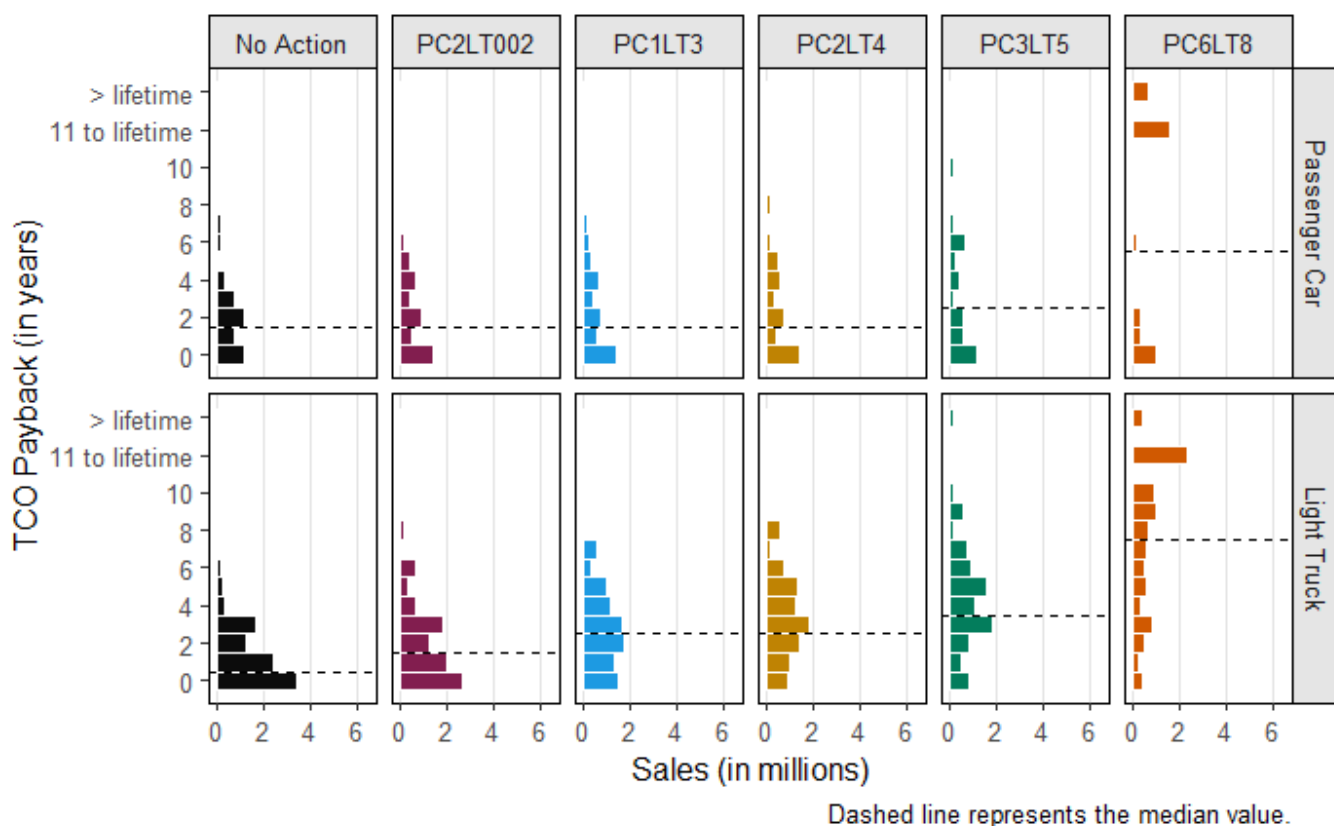 No Action PC2LT002 PC1LT3 PC2LT4 PC3LT5 PC6LT8
TCO Payback (in years)
> lifetime
11 to lifetime
10
8
6
4
2
0
Passenger Car
> lifetime
11 to lifetime
10
8
6
4
2
0
Light Truck
0 2 4 6 0 2 4 6 0 2 4 6 0 2 4 6 0 2 4 6 0 2 4 6
Sales (in millions)
Dashed line represents the median value.